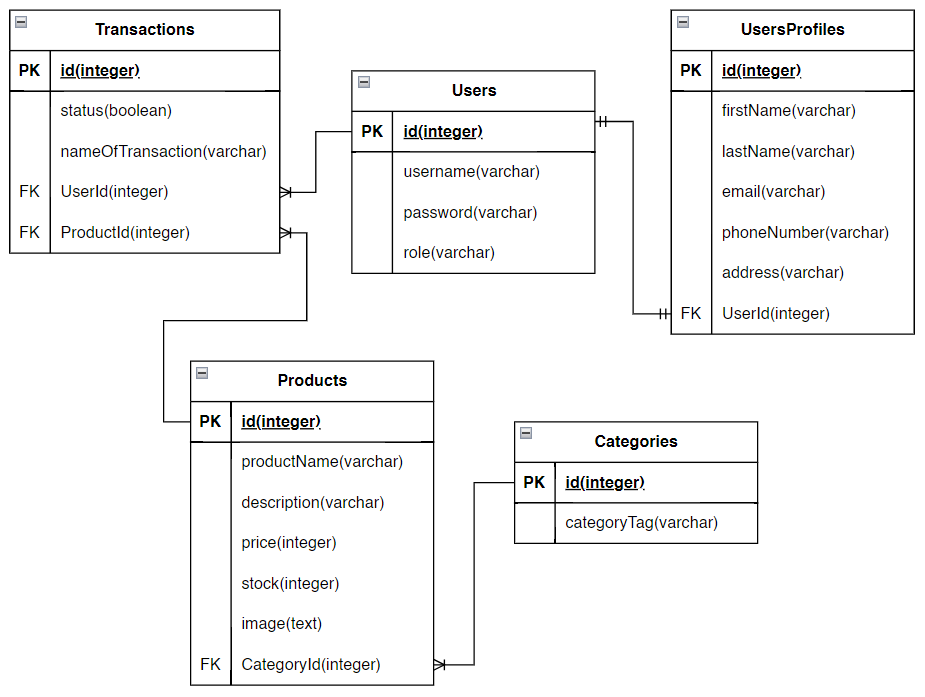 Transactions
PK id(integer)
status(boolean)
nameOfTransaction(varchar)
FK UserId(integer)
FK ProductId(integer)
Users
PK id(integer)
username(varchar)
password(varchar)
role(varchar)
UsersProfiles
PK id(integer)
firstName(varchar)
lastName(varchar)
email(varchar)
phoneNumber(varchar)
address(varchar)
FK UserId(integer)
Products
PK id(integer)
productName(varchar)
description(varchar)
price(integer)
stock(integer)
image(text)
FK CategoryId(integer)
Categories
PK id(integer)
categoryTag(varchar)